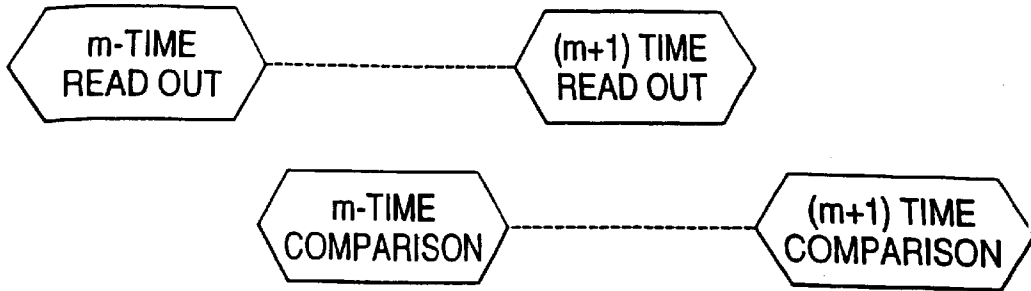 m-TIME
READ OUT
(m+1) TIME
READ OUT
m-TIME
COMPARISON
(m+1) TIME
COMPARISON